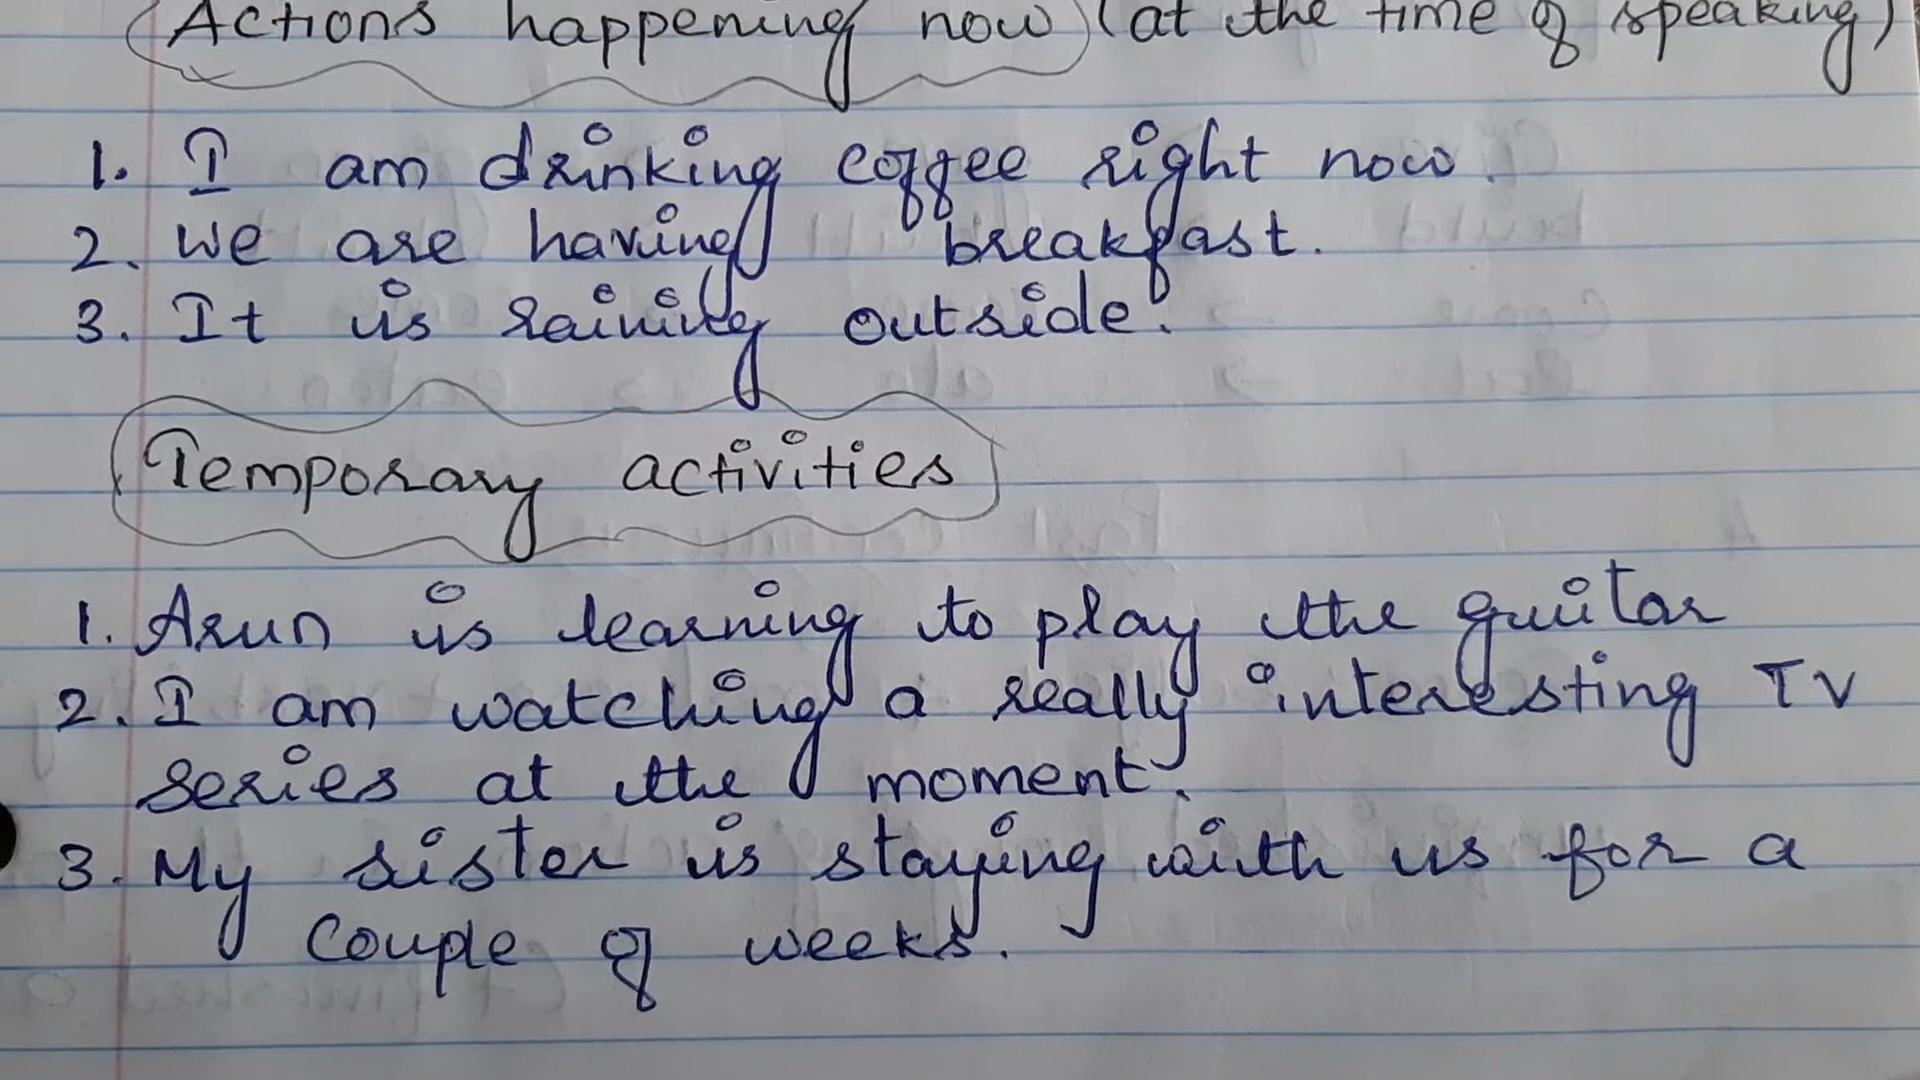 Actions happening now (at the time of speaking)
1. I am drinking coffee right now.
2. We are having breakfast.
3. It is raining outside.
Temporary activities
1. Arun is learning to play the guitar
2. I am watching a really interesting TV
series at the moment.
3. My sister is staying with us for a
couple of weeks.